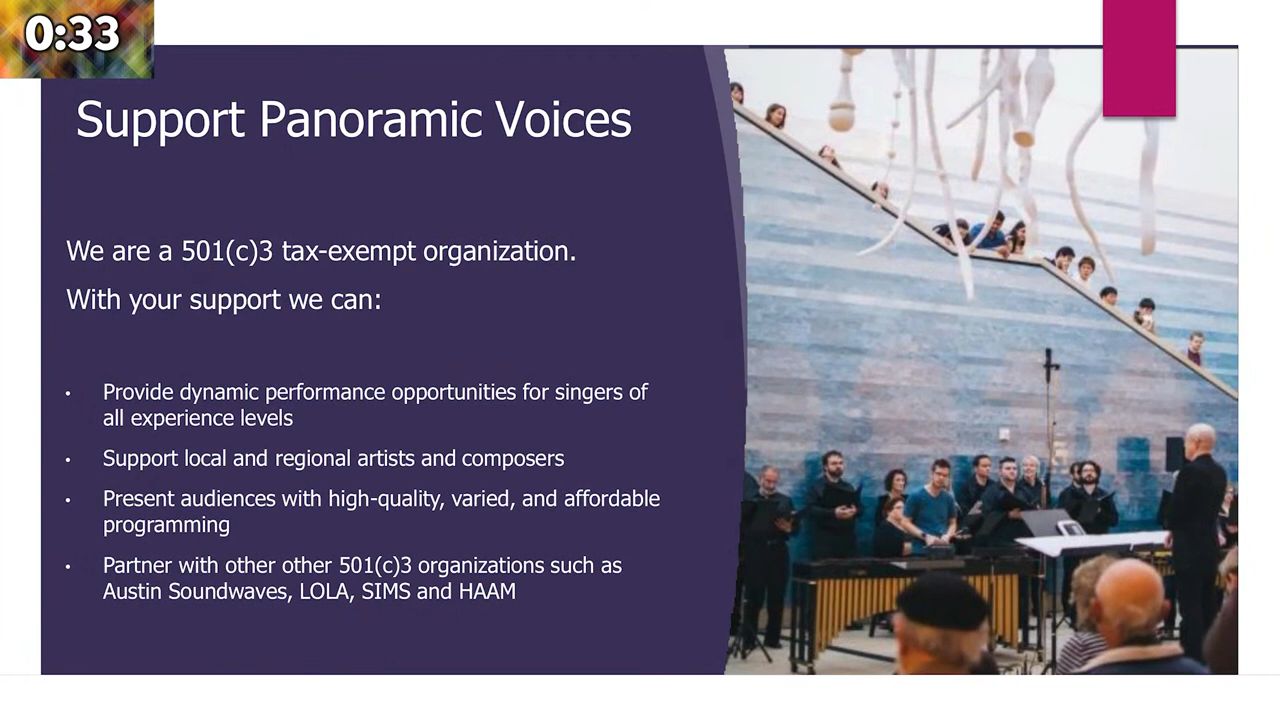 0:33
Support Panoramic Voices
We are a 501(c)3 tax-exempt organization.
With your support we can:
• Provide dynamic performance opportunities for singers of
all experience levels
• Support local and regional artists and composers
• Present audiences with high-quality, varied, and affordable
programming
• Partner with other other 501(c)3 organizations such as
Austin Soundwaves, LOLA, SIMS and HAAM